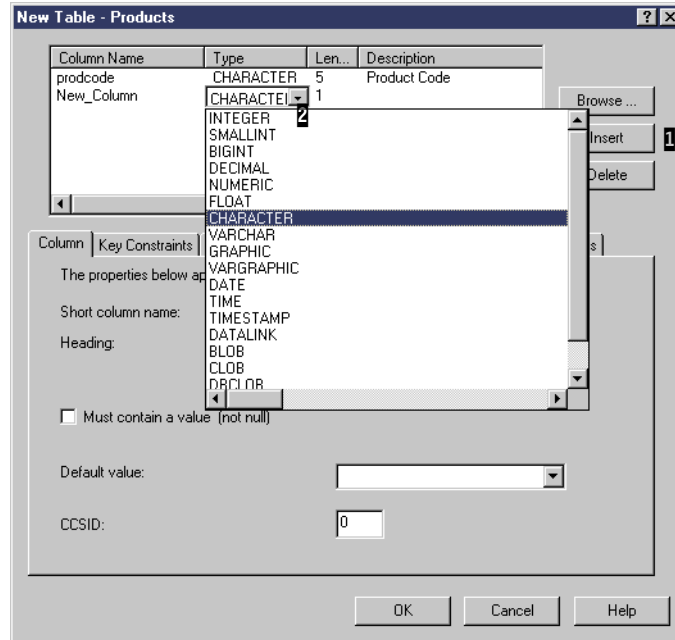 New Table - Products
Column Name Type Len... Description
prodcode CHARACTER 5 Product Code
New_Column CHARACTE 1
2
Browse ...
Insert 1
Delete
INTEGER
SMALLINT
BIGINT
DECIMAL
NUMERIC
FLOAT
CHARACTER
VARCHAR
GRAPHIC
VARGRAPHIC
DATE
TIME
TIMESTAMP
DATALINK
BLOB
CLOB
DBCLOB
Column Key Constraints s
The properties below ap
Short column name:
Heading:
Must contain a value (not null)
Default value:
CCSID: 0
OK Cancel Help